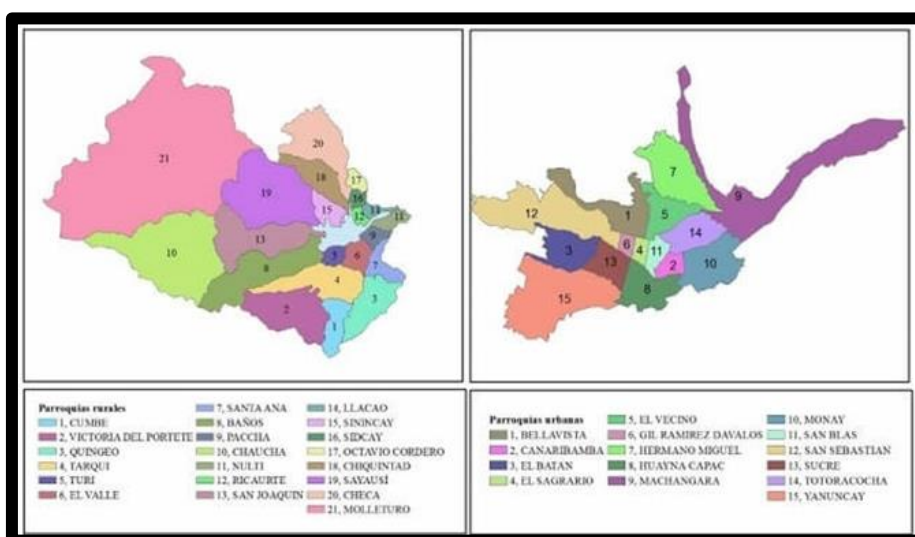 21
20
18
17
19
16
15
14
12
11
13
9
10
5
6
8
7
4
3
2
1
7
9
12
1
5
14
6
4
11
3
13
2
10
8
15
Parroquias rurales
1, CUMBE
2, VICTORIA DEL PORTETE
3, QUINGEO
4, TARQUI
5, TURI
6, EL VALLE
7, SANTA ANA
8, BAÑOS
9, PACCHA
10, CHAUCHA
11, NULTI
12, RICAURTE
13, SAN JOAQUIN
14, LLACAO
15, SININCAY
16, SIDCAY
17, OCTAVIO CORDERO
18, CHIQUINTAD
19, SAYAUSÍ
20, CHECA
21, MOLLETURO
Parroquias urbanas
1, BELLAVISTA
2, CANARIBAMBA
3, EL BATAN
4, EL SAGRARIO
5, EL VECINO
6, GIL RAMIREZ DAVALOS
7, HERMANO MIGUEL
8, HUAYNA CAPAC
9, MACHANGARA
10, MONAY
11, SAN BLAS
12, SAN SEBASTIAN
13, SUCRE
14, TOTORACOCHA
15, YANUNCAY